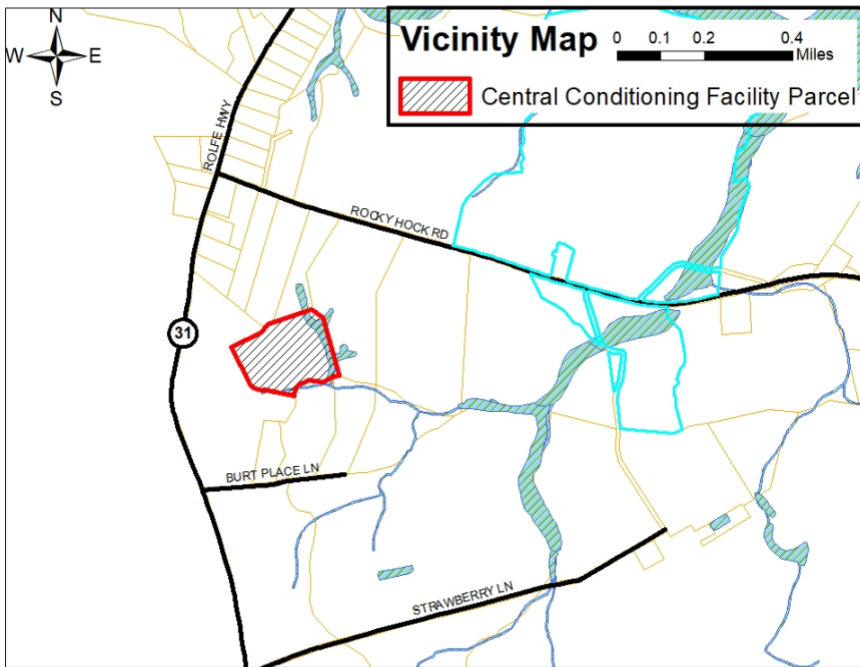 N
W E
S
Vicinity Map
0 0.1 0.2 0.4
Miles
Central Conditioning Facility Parcel
ROLFE HWY
ROCKY HOCK RD
31
BURT PLACE LN
STRAWBERRY LN